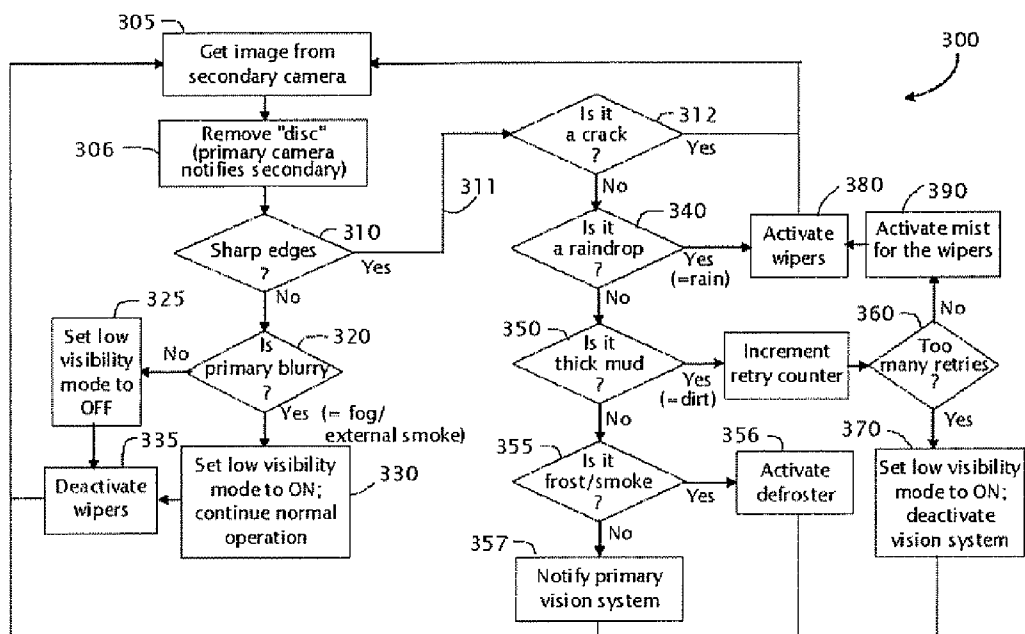 305
Get image from
secondary camera
300
306
Remove "disc"
(primary camera
notifies secondary)
311
Is it
a crack
?
312
Yes
No
310
Sharp edges
?
Yes
No
340
Is it
a raindrop
?
Yes
(=rain)
No
380
Activate
wipers
390
Activate mist
for the wipers
325
Set low
visibility
mode to
OFF
320
Is
primary blurry
?
No
Yes (= fog/
external smoke)
350
Is it
thick mud
?
Yes
(=dirt)
No
Increment
retry counter
360
Too
many retries
?
No
Yes
335
Deactivate
wipers
Set low visibility
mode to ON;
continue normal
operation
330
355
Is it
frost/smoke
?
Yes
No
356
Activate
defroster
370
Set low visibility
mode to ON;
deactivate
vision system
357
Notify primary
vision system